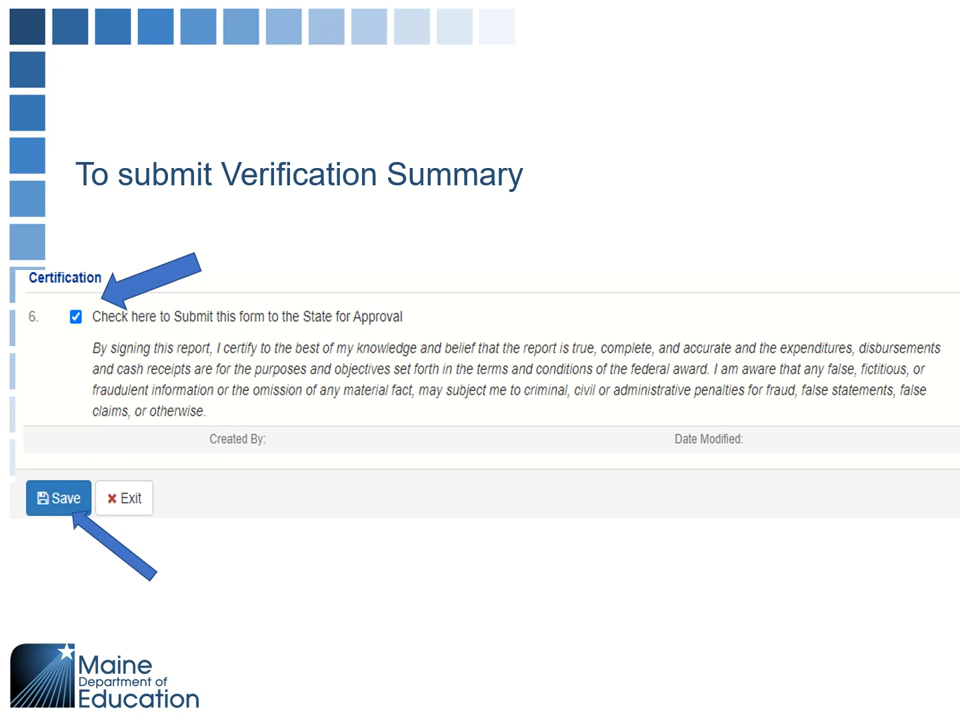 To submit Verification Summary
Certification
6. Check here to Submit this form to the State for Approval
By signing this report, I certify to the best of my knowledge and belief that the report is true, complete, and accurate and the expenditures, disbursements
and cash receipts are for the purposes and objectives set forth in the terms and conditions of the federal award. I am aware that any false, fictitious, or
fraudulent information or the omission of any material fact, may subject me to criminal, civil or administrative penalties for fraud, false statements, false
claims, or otherwise.
Created By: Date Modified:
Save Exit
Maine
Department of
Education